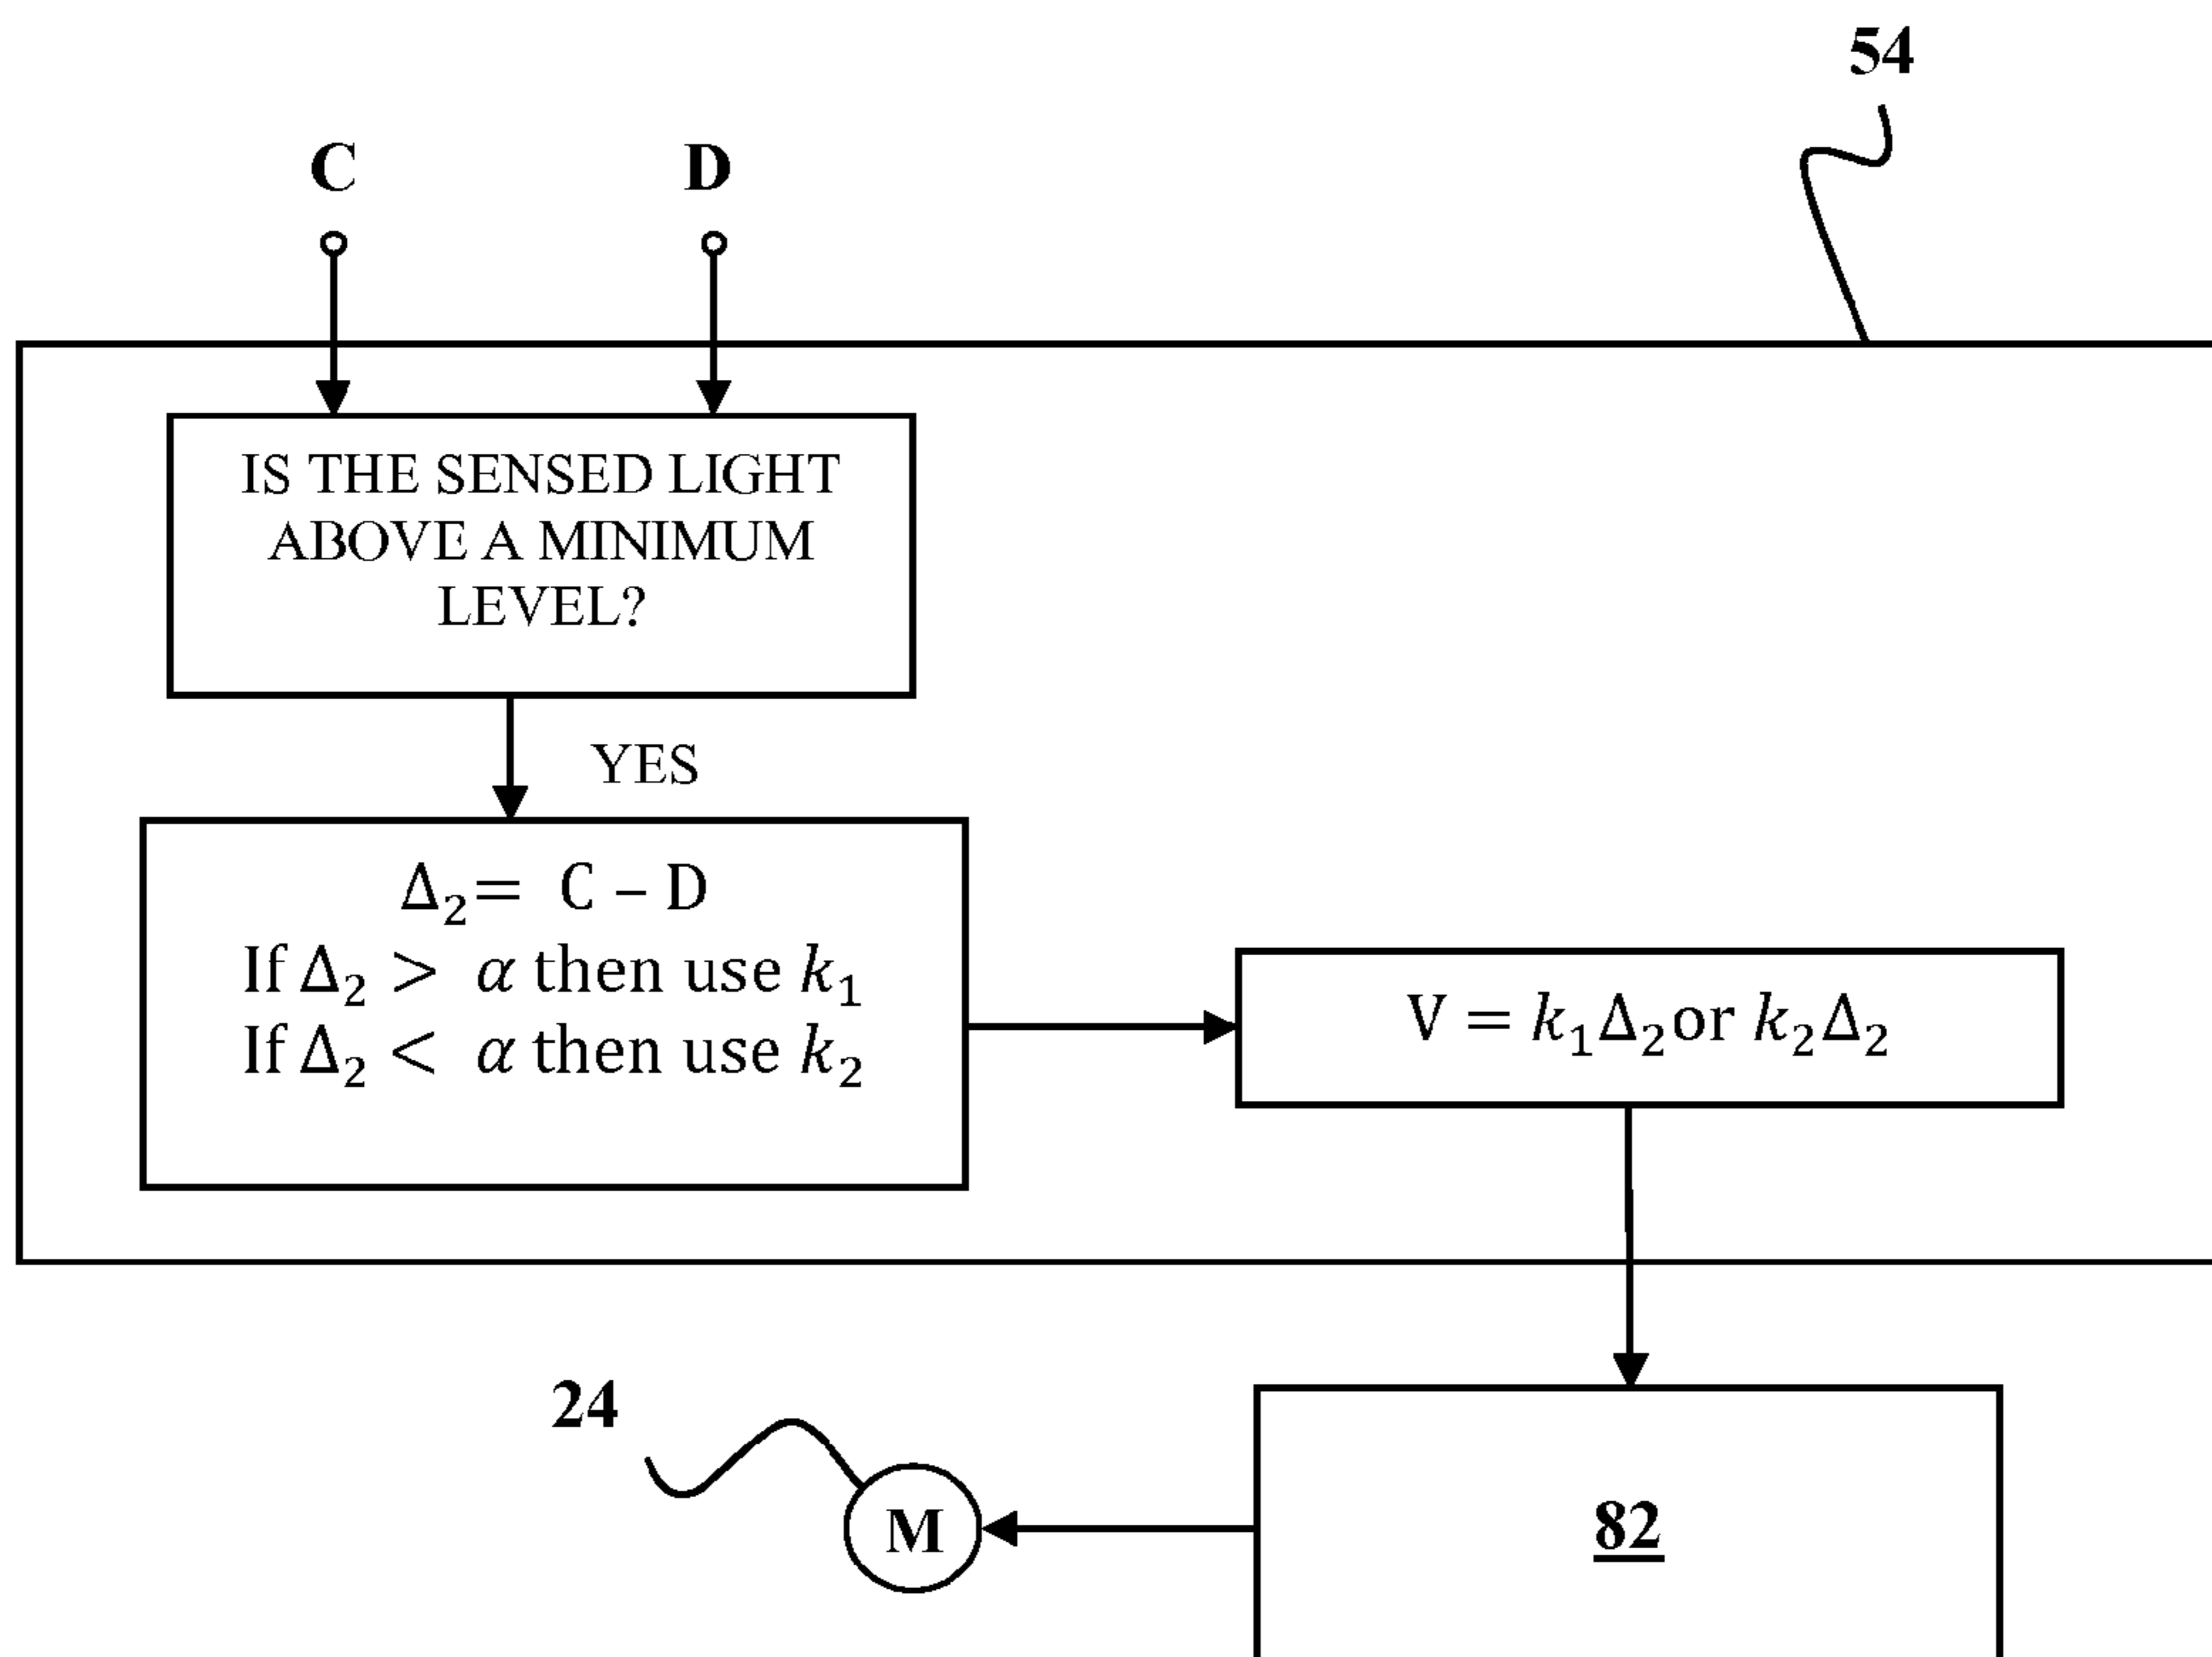 54
C D
IS THE SENSED LIGHT
ABOVE A MINIMUM
LEVEL?
YES
Δ₂= C – D
If Δ₂ > α then use k₁
If Δ₂ < α then use k₂
V = k₁Δ₂or k₂Δ₂
24
M
82